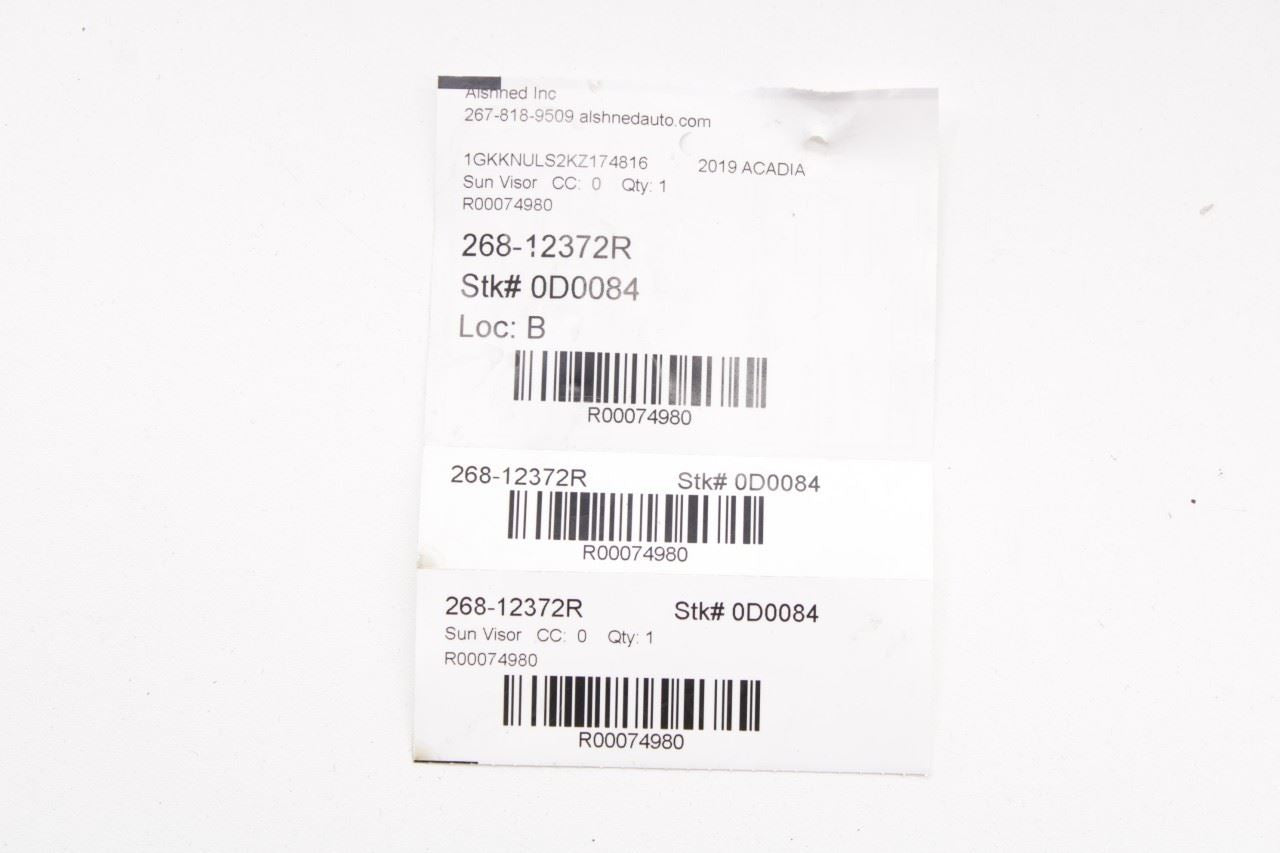 Alshned Inc
267-818-9509 alshnedauto.com
1GKKNULS2KZ174816 2019 ACADIA
Sun Visor CC: 0 Qty: 1
R00074980
268-12372R
Stk# 0D0084
Loc: B
R00074980
268-12372R Stk# 0D0084
R00074980
268-12372R Stk# 0D0084
Sun Visor CC: 0 Qty: 1
R00074980
R00074980